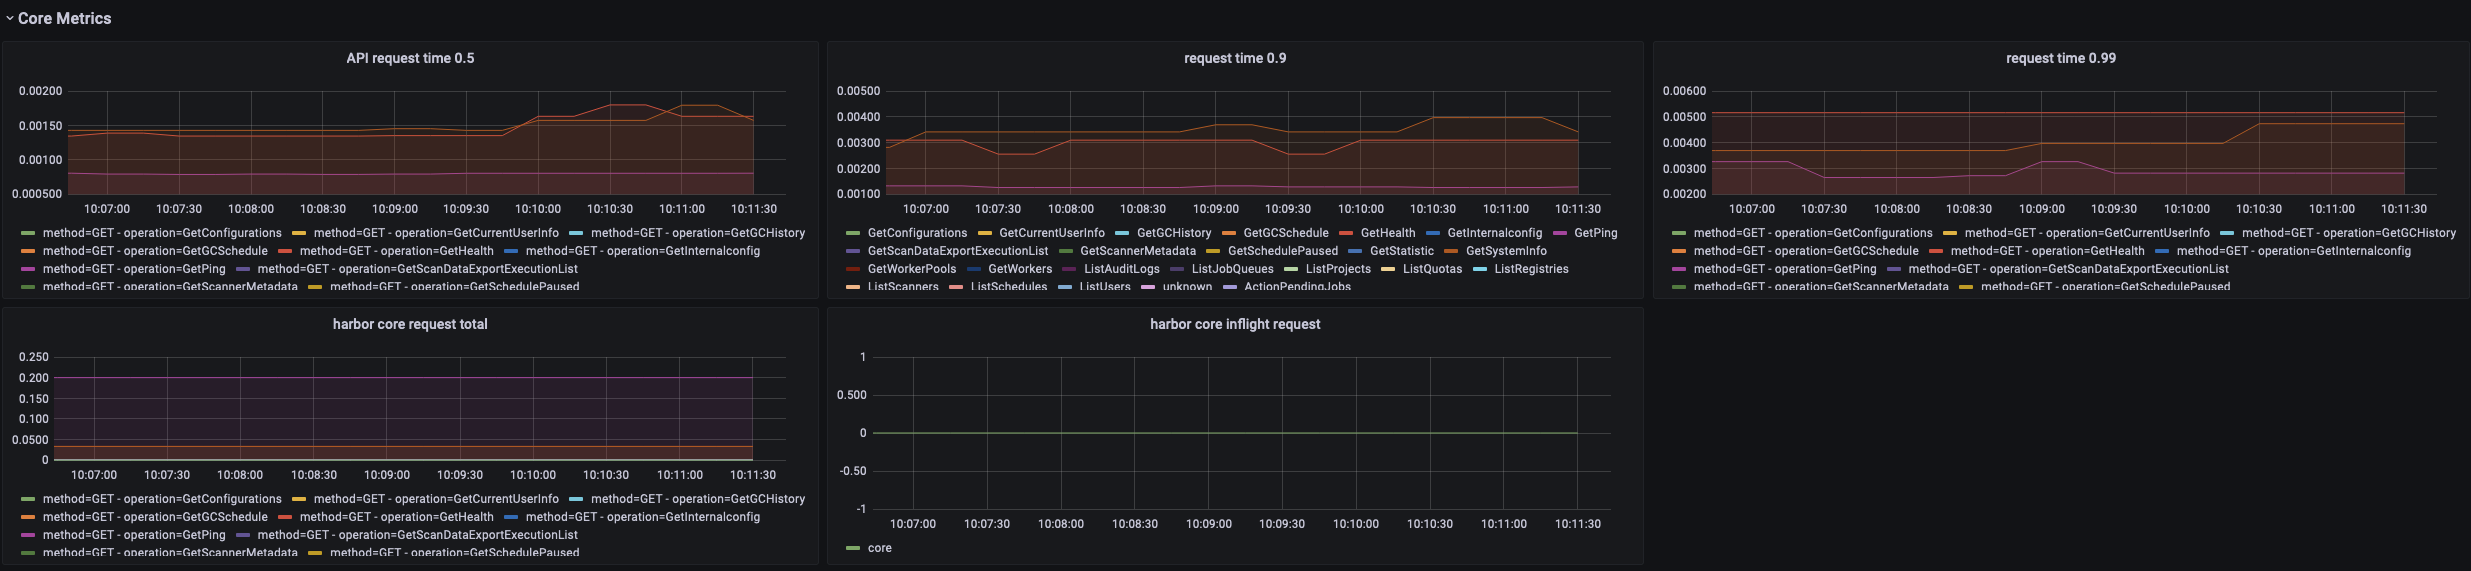 Core Metrics
API request time 0.5
0.00200
0.00150
0.00100
0.000500
10:07:00 10:07:30 10:08:00 10:08:30 10:09:00 10:09:30 10:10:00 10:10:30 10:11:00 10:11:30
method=GET - operation=GetConfigurations method=GET - operation=GetCurrentUserInfo method=GET - operation=GetGCHistory
method=GET - operation=GetGCSchedule method=GET - operation=GetHealth method=GET - operation=GetInternalconfig
method=GET - operation=GetPing method=GET - operation=GetScanDataExportExecutionList
method=GET - operation=GetScannerMetadata method=GET - operation=GetSchedulePaused
request time 0.9
0.00500
0.00400
0.00300
0.00200
0.00100
10:07:00 10:07:30 10:08:00 10:08:30 10:09:00 10:09:30 10:10:00 10:10:30 10:11:00 10:11:30
GetConfigurations GetCurrentUserInfo GetGCHistory GetGCSchedule GetHealth GetInternalconfig GetPing
GetScanDataExportExecutionList GetScannerMetadata GetSchedulePaused GetStatistic GetSystemInfo
GetWorkerPools GetWorkers ListAuditLogs ListJobQueues ListProjects ListQuotas ListRegistries
ListScanners ListSchedules ListUsers unknown ActionPendingJobs
request time 0.99
0.00600
0.00500
0.00400
0.00300
0.00200
10:07:00 10:07:30 10:08:00 10:08:30 10:09:00 10:09:30 10:10:00 10:10:30 10:11:00 10:11:30
method=GET - operation=GetConfigurations method=GET - operation=GetCurrentUserInfo method=GET - operation=GetGCHistory
method=GET - operation=GetGCSchedule method=GET - operation=GetHealth method=GET - operation=GetInternalconfig
method=GET - operation=GetPing method=GET - operation=GetScanDataExportExecutionList
method=GET - operation=GetScannerMetadata method=GET - operation=GetSchedulePaused
harbor core request total
0.250
0.200
0.150
0.100
0.0500
0
10:07:00 10:07:30 10:08:00 10:08:30 10:09:00 10:09:30 10:10:00 10:10:30 10:11:00 10:11:30
method=GET - operation=GetConfigurations method=GET - operation=GetCurrentUserInfo method=GET - operation=GetGCHistory
method=GET - operation=GetGCSchedule method=GET - operation=GetHealth method=GET - operation=GetInternalconfig
method=GET - operation=GetPing method=GET - operation=GetScanDataExportExecutionList
method=GET - operation=GetScannerMetadata method=GET - operation=GetSchedulePaused
harbor core inflight request
1
0.500
0
-0.50
-1
10:07:00 10:07:30 10:08:00 10:08:30 10:09:00 10:09:30 10:10:00 10:10:30 10:11:00 10:11:30
core